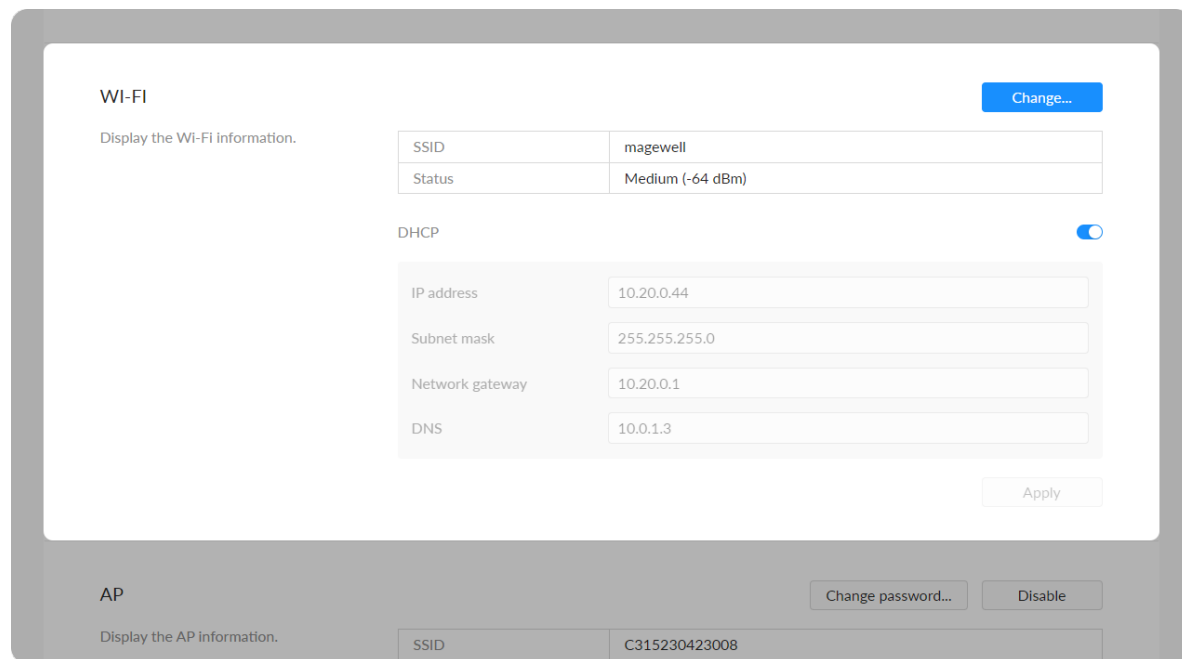 WI-FI
Change...
Display the Wi-Fi information.
SSID magewell
Status Medium (-64 dBm)
DHCP
IP address 10.20.0.44
Subnet mask 255.255.255.0
Network gateway 10.20.0.1
DNS 10.0.1.3
Apply
AP
Change password...
Disable
Display the AP information.
SSID C315230423008